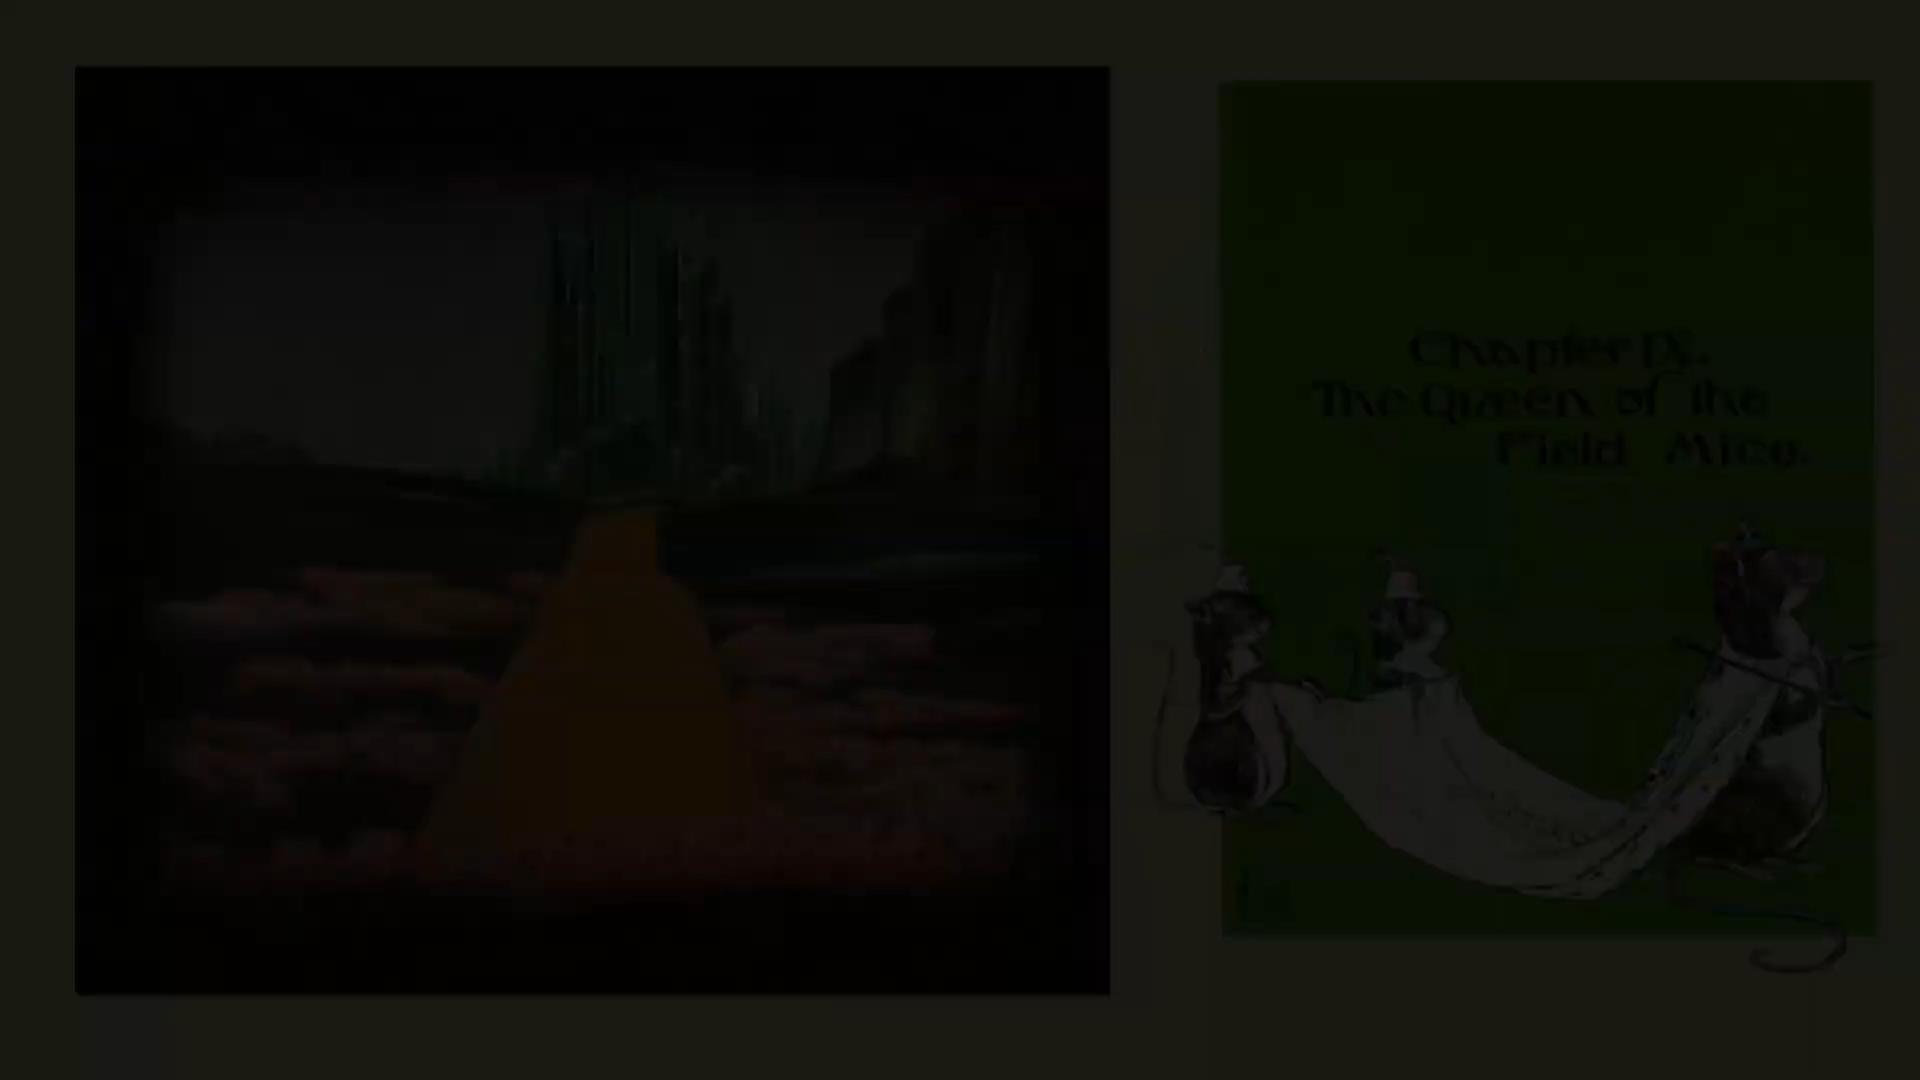 Chapter IX.
The Queen of the
Field Mice.